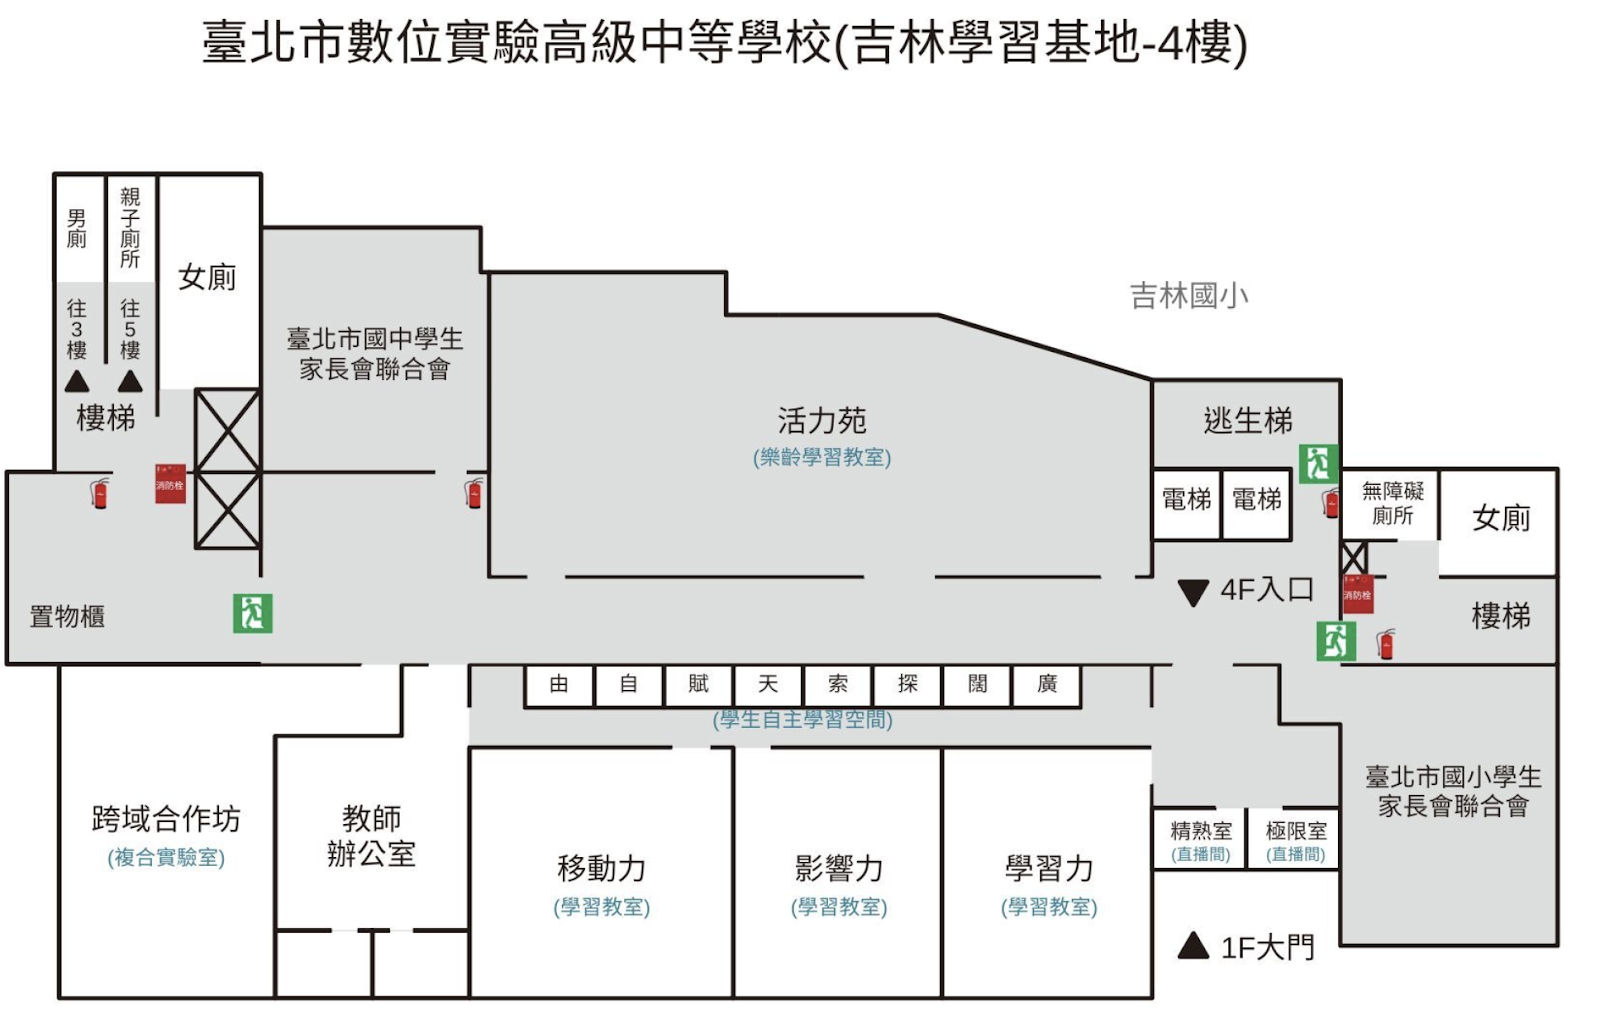 臺北市數位實驗高級中等學校(吉林學習基地-4樓)
男廁
親子廁所
女廁
往3樓
往5樓
樓梯
臺北市國中學生
家長會聯合會
吉林國小
活力苑
(樂齡學習教室)
逃生梯
電梯
電梯
無障礙
廁所
女廁
消防栓
置物櫃
4F入口
消防栓
樓梯
由
自
賦
天
索
探
闊
廣
(學生自主學習空間)
跨域合作坊
(複合實驗室)
教師
辦公室
移動力
(學習教室)
影響力
(學習教室)
學習力
(學習教室)
精熟室
(直播間)
極限室
(直播間)
臺北市國小學生
家長會聯合會
1F大門